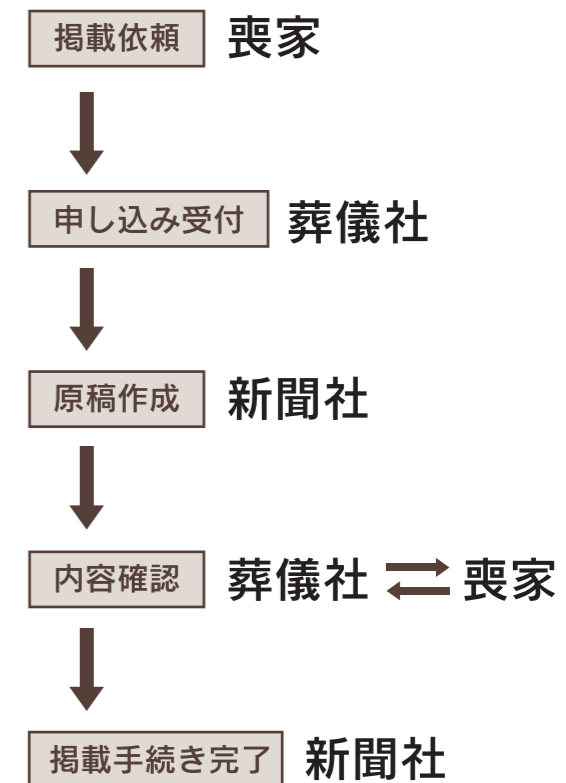 掲載依頼 喪家
申し込み受付 葬儀社
原稿作成 新聞社
内容確認 葬儀社 喪家
掲載手続き完了 新聞社